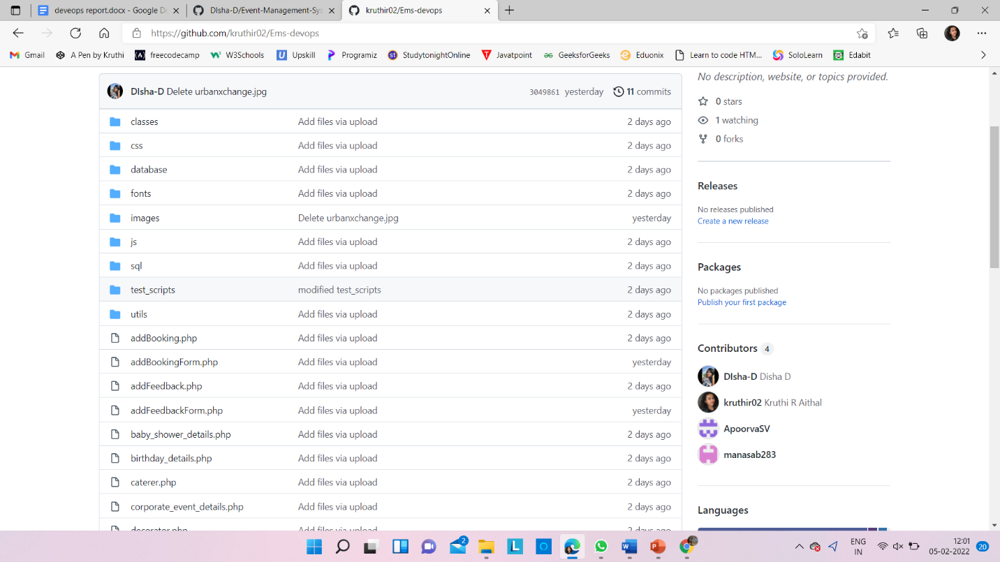 deveops report.docx - Google D
DIsha-D/Event-Management-Sys
kruthir02/Ems-devops
https://github.com/kruthir02/Ems-devops
Gmail
A Pen by Kruthi
freecodecamp
W3Schools
Upskill
Programiz
StudytonightOnline
Javatpoint
GeeksforGeeks
Eduonix
Learn to code HTM...
SoloLearn
Edabit
DIsha-D Delete urbanxchange.jpg 3049861 yesterday 11 commits
classes Add files via upload 2 days ago
css Add files via upload 2 days ago
database Add files via upload 2 days ago
fonts Add files via upload 2 days ago
images Delete urbanxchange.jpg yesterday
js Add files via upload 2 days ago
sql Add files via upload 2 days ago
test_scripts modified test_scripts 2 days ago
utils Add files via upload 2 days ago
addBooking.php Add files via upload 2 days ago
addBookingForm.php Add files via upload yesterday
addFeedback.php Add files via upload 2 days ago
addFeedbackForm.php Add files via upload yesterday
baby_shower_details.php Add files via upload 2 days ago
birthday_details.php Add files via upload 2 days ago
caterer.php Add files via upload 2 days ago
corporate_event_details.php Add files via upload 2 days ago
decorator.php Add files via upload 2 days ago
No description, website, or topics provided.
0 stars
1 watching
0 forks
Releases
No releases published
Create a new release
Packages
No packages published
Publish your first package
Contributors 4
DIsha-D Disha D
kruthir02 Kruthi R Aithal
ApoorvaSV
manasab283
Languages
2
ENG
IN
12:01
05-02-2022
20